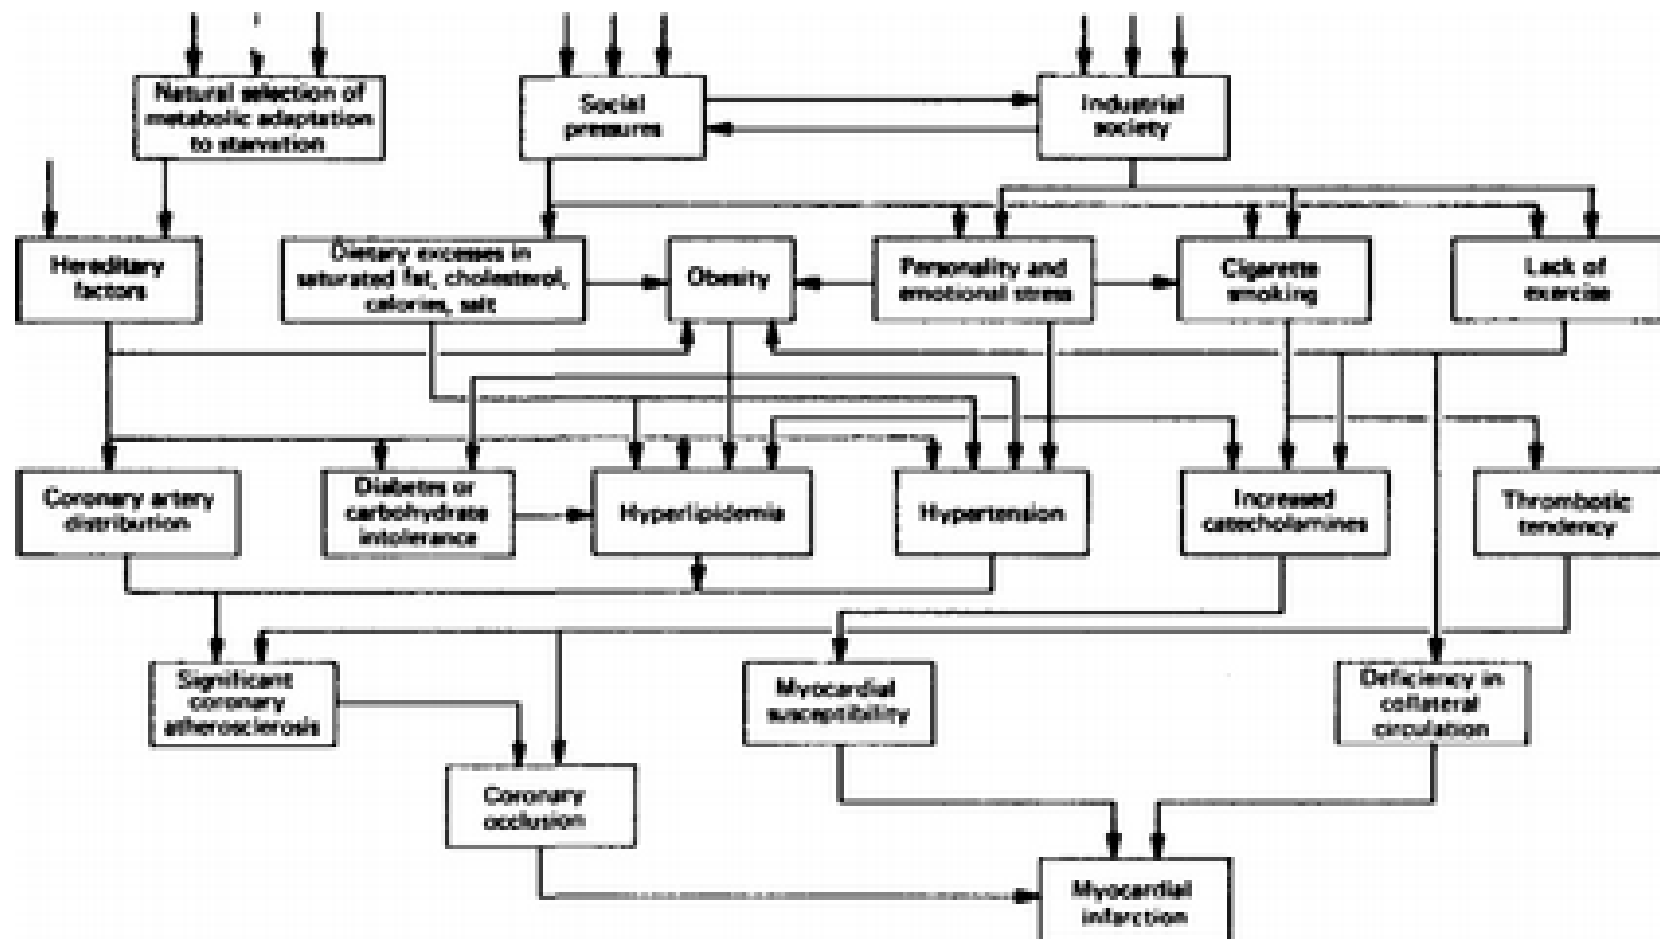 Natural selection of
metabolic adaptation
to starvation
Social
pressures
Industrial
society
Hereditary
factors
Dietary excesses in
saturated fat, cholesterol,
calories, salt
Obesity
Personality and
emotional stress
Cigarette
smoking
Lack of
exercise
Coronary artery
distribution
Diabetes or
carbohydrate
intolerance
Hyperlipidemia
Hypertension
Increased
catecholamines
Thrombotic
tendency
Significant
coronary
atherosclerosis
Myocardial
susceptibility
Deficiency in
collateral
circulation
Coronary
occlusion
Myocardial
infarction